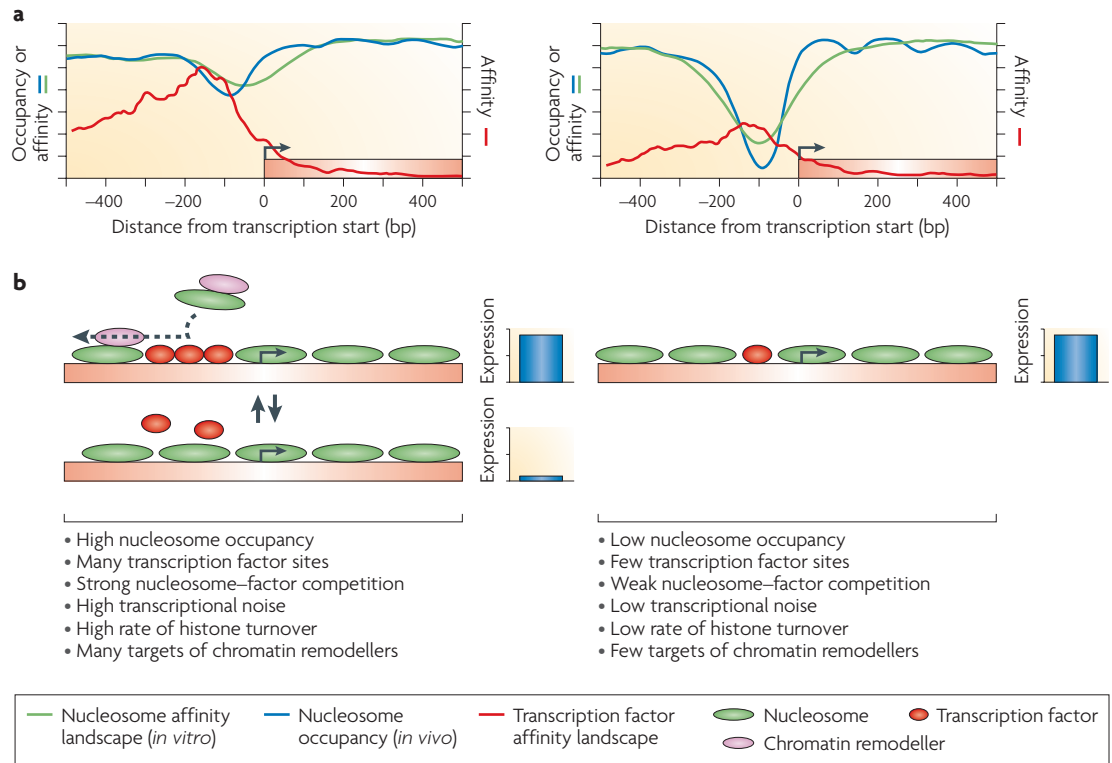 a
Occupancy or
affinity
Affinity
–400 –200 0 200 400
Distance from transcription start (bp)
Occupancy or
affinity
Affinity
–400 –200 0 200 400
Distance from transcription start (bp)
b
Expression
Expression
Expression
• High nucleosome occupancy
• Many transcription factor sites
• Strong nucleosome–factor competition
• High transcriptional noise
• High rate of histone turnover
• Many targets of chromatin remodellers
• Low nucleosome occupancy
• Few transcription factor sites
• Weak nucleosome–factor competition
• Low transcriptional noise
• Low rate of histone turnover
• Few targets of chromatin remodellers
Nucleosome affinity
landscape (in vitro)
Nucleosome
occupancy (in vivo)
Transcription factor
affinity landscape
Nucleosome
Transcription factor
Chromatin remodeller